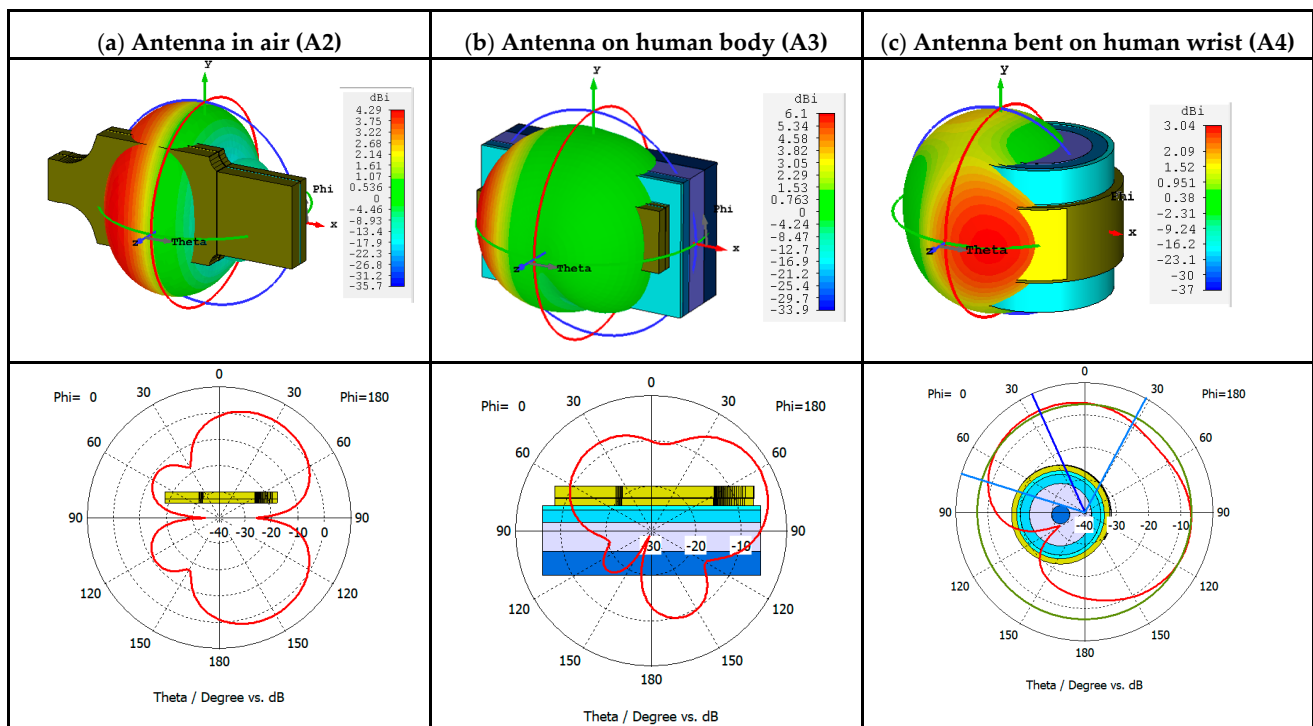 (a) Antenna in air (A2)
(b) Antenna on human body (A3)
(c) Antenna bent on human wrist (A4)
y
dBi
4.29
3.75
3.22
2.68
2.14
1.61
1.07
0.536
0
-4.46
-8.93
-13.4
-17.9
-22.3
-26.8
-31.2
-35.7
Phi
x
z
Theta
y
dBi
6.1
5.34
4.58
3.82
3.05
2.29
1.53
0.763
0
-4.24
-8.47
-12.7
-16.9
-21.2
-25.4
-29.7
-33.9
Phi
x
z
Theta
y
dBi
3.04
2.09
1.52
0.951
0.38
-2.31
-9.24
-16.2
-23.1
-30
-37
Phi
x
z
Theta
0
Phi= 0 30 30 Phi=180
60 60
90 -40 -30 -20 -10 0 90
120 120
150 150
180
Theta / Degree vs. dB
0
Phi= 0 30 30 Phi=180
60 60
90 -30 -20 -10 90
120 120
150 150
180
Theta / Degree vs. dB
0
Phi= 0 30 30 Phi=180
60 60
90 -40 -30 -20 -10 90
120 120
150 150
180
Theta / Degree vs. dB